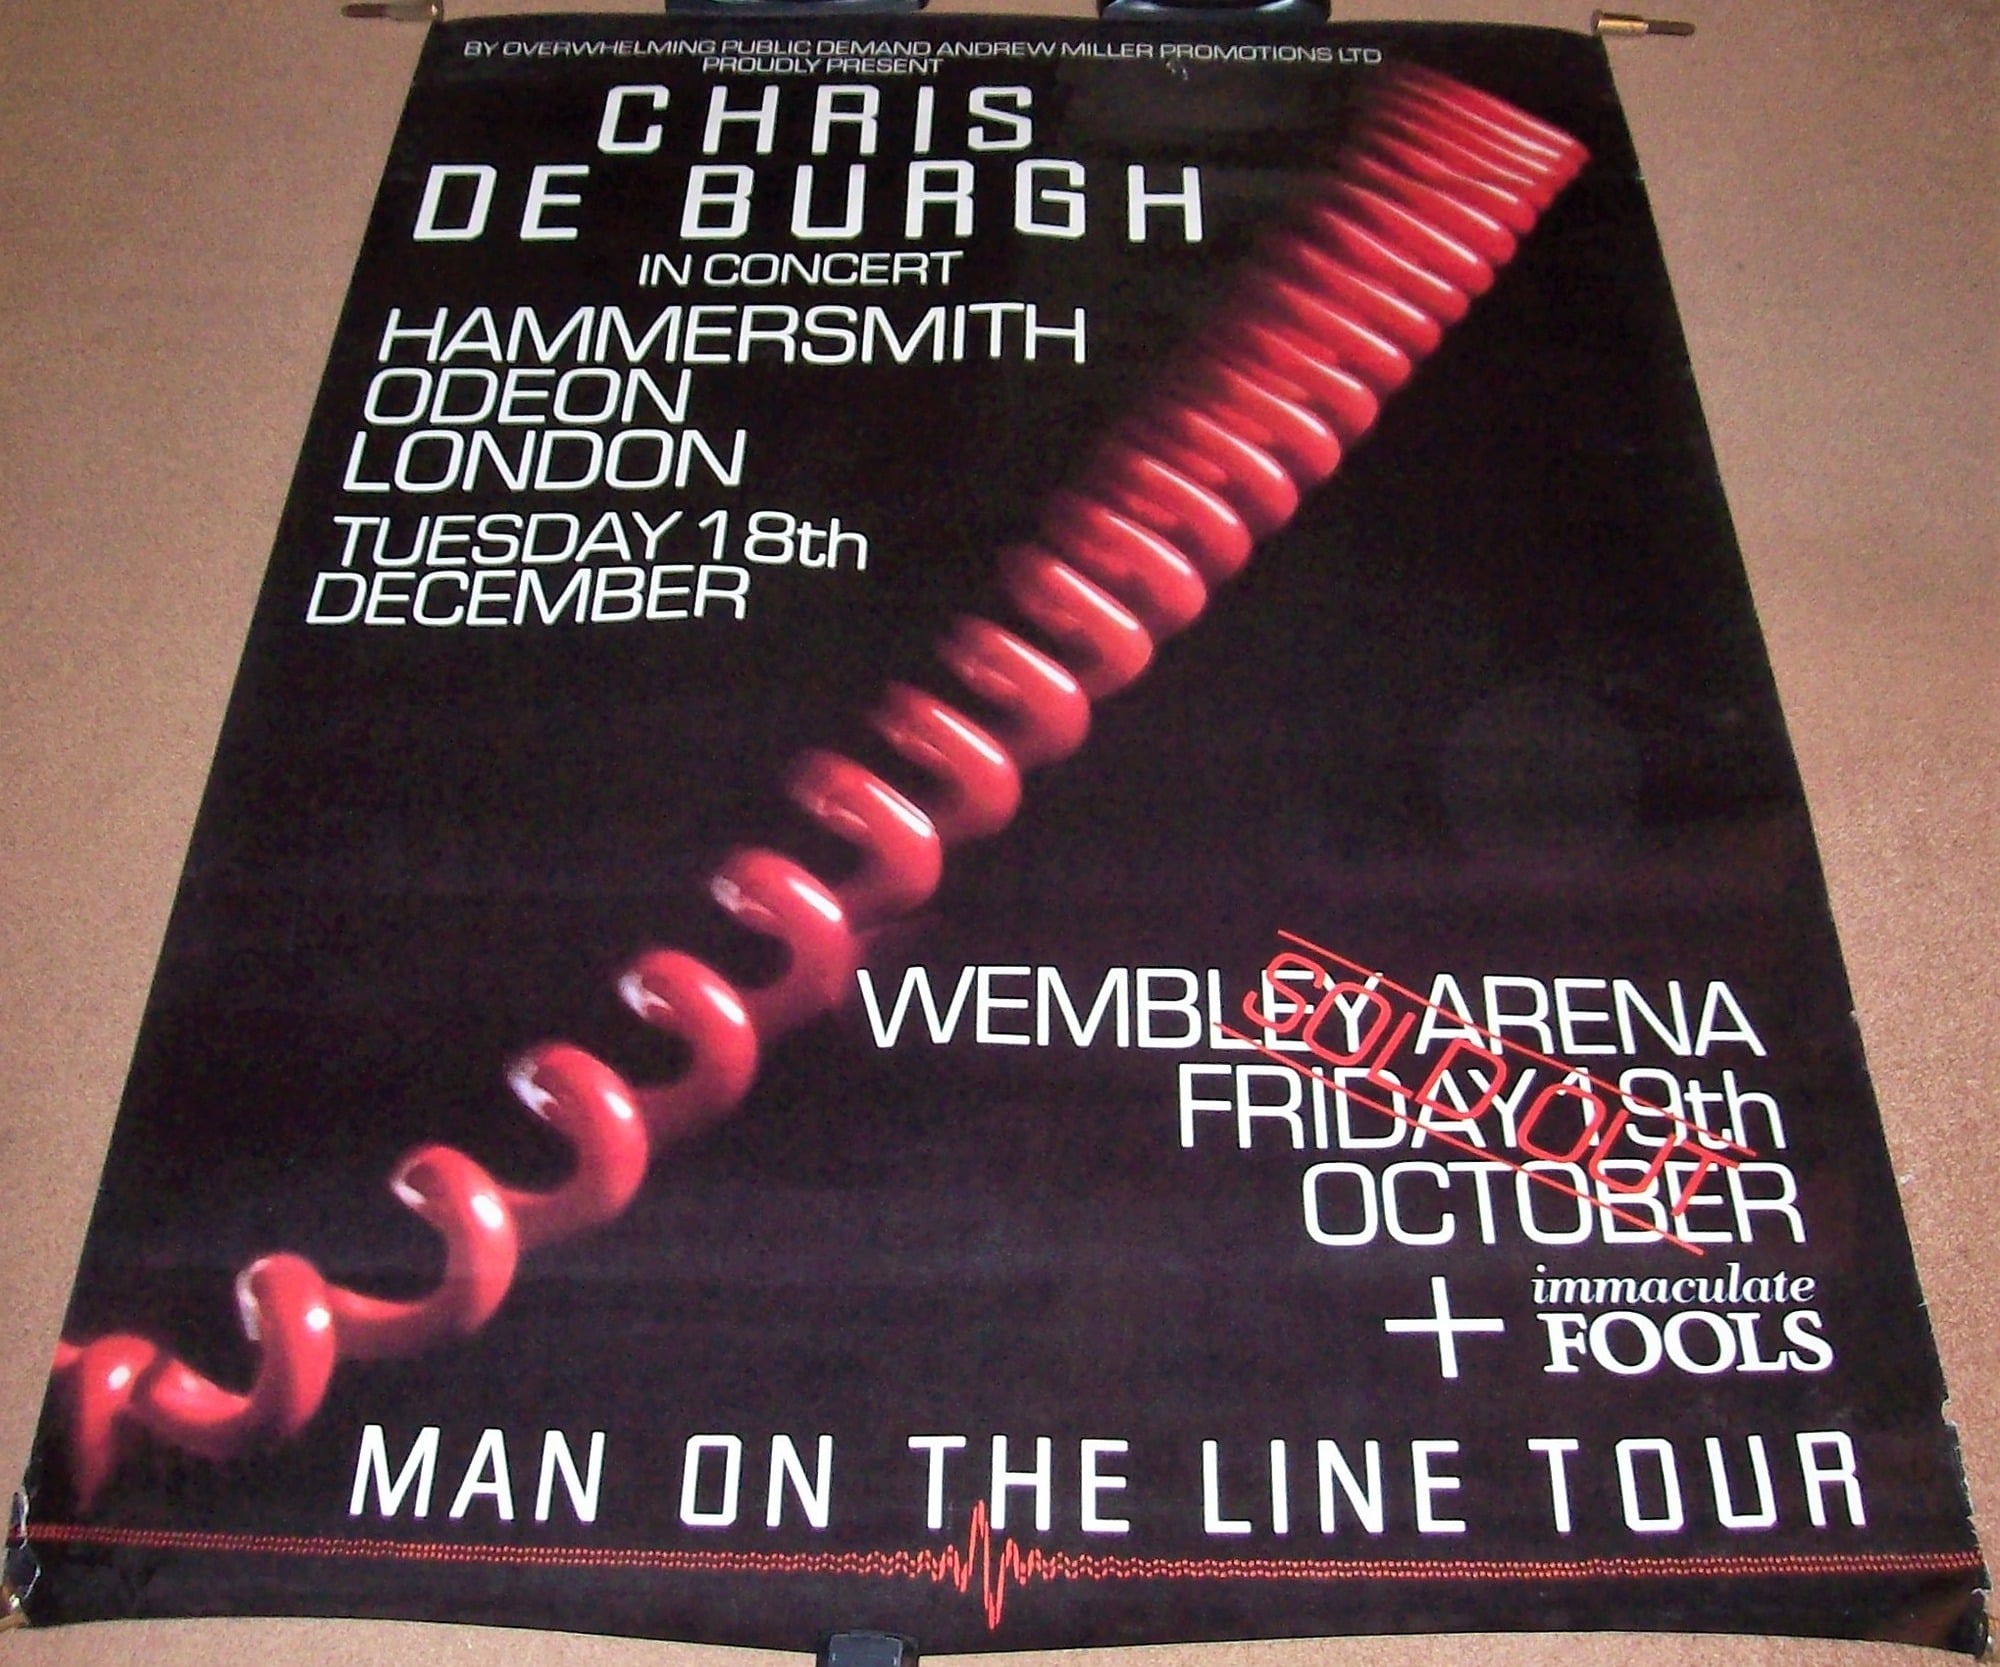 BY OVERWHELMING PUBLIC DEMAND ANDREW MILLER PROMOTIONS LTD
PROUDLY PRESENT
CHRIS
DE BURGH
IN CONCERT
HAMMERSMITH
ODEON
LONDON
TUESDAY 18th
DECEMBER
WEMBLEY ARENA
FRIDAY 19th
OCTOBER
SOLD OUT
+ immaculate
FOOLS
MAN ON THE LINE TOUR